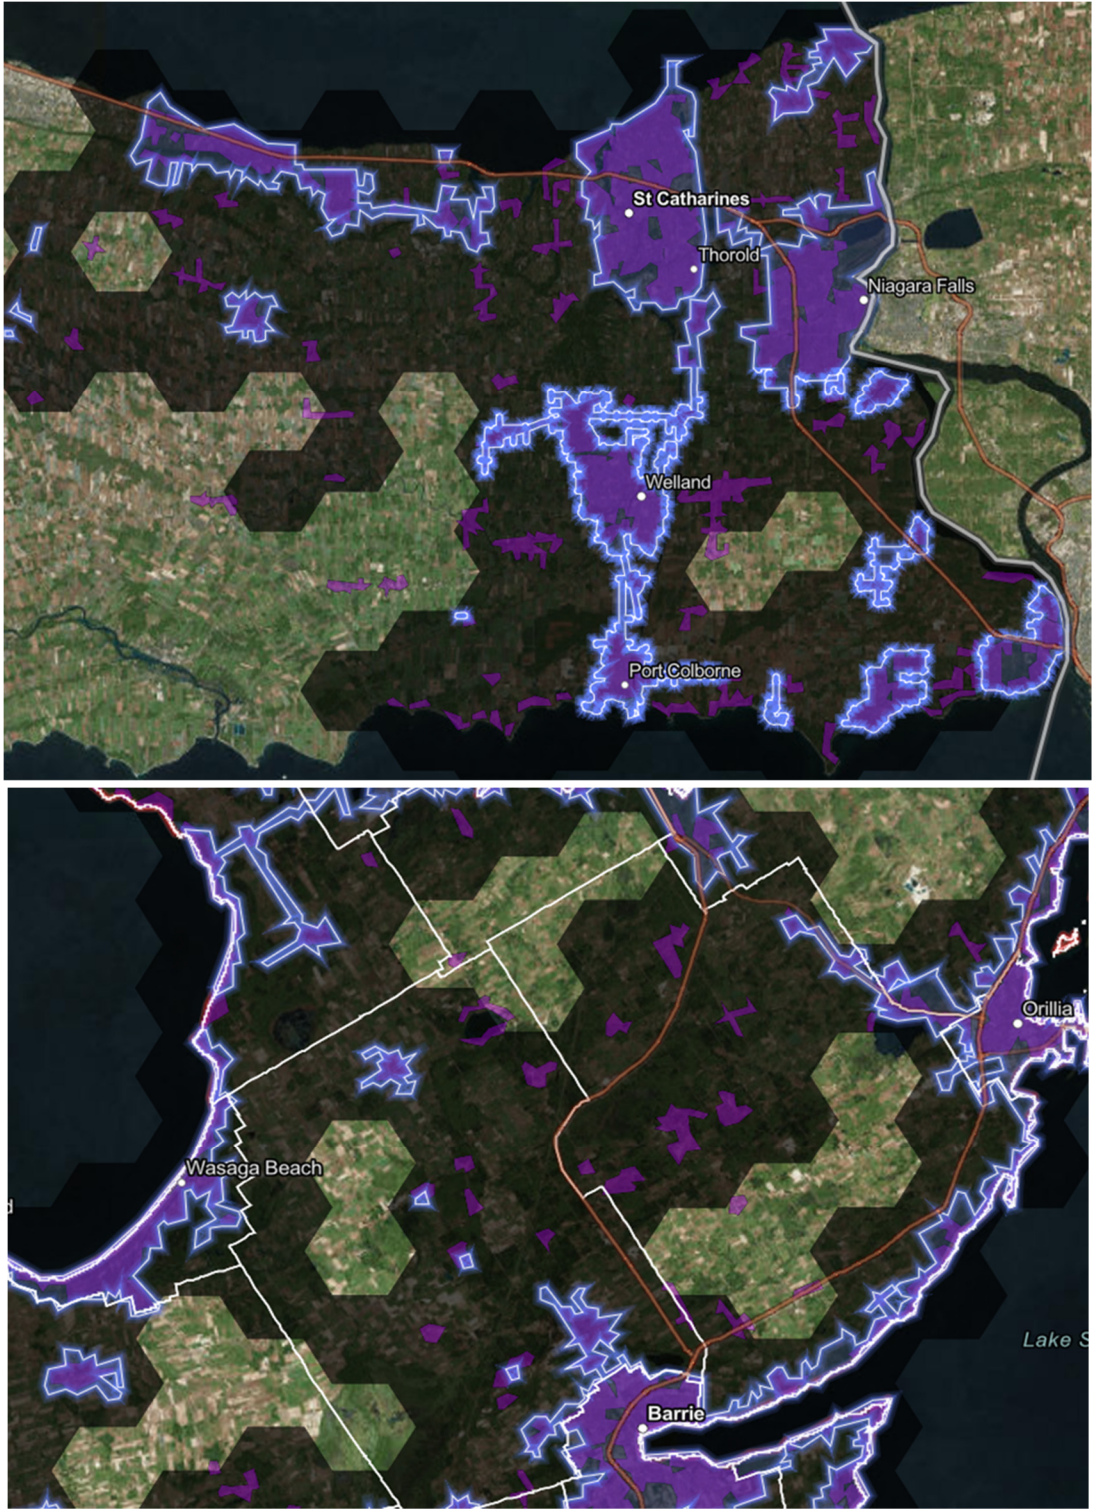 St Catharines
Thorold
Niagara Falls
Welland
Port Colborne
Orillia
Wasaga Beach
d
Lake S
Barrie